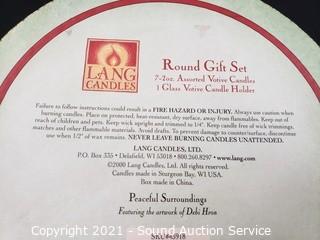 LANG
CANDLES
Round Gift Set
7-2oz. Assorted Votive Candles
1 Glass Votive Candle Holder
Failure to follow instructions could result in a FIRE HAZARD OR INJURY. Always use caution when
burning candles. Place on protected, heat-resistant, dry surface, away from flammables. Keep out of
reach of children and pets. Keep wick upright and trimmed to 1/4". Keep candle free of wick trimmings,
matches and other flammable materials. Avoid drafts. To prevent damage to counter/surface, discontinue
use when 1/2" of wax remains. NEVER LEAVE BURNING CANDLES UNATTENDED.
LANG CANDLES, LTD.
P.O. Box 335 • Delafield, WI 53018 • 800.260.8297 • www.lang.com
©2000 Lang Candles, Ltd. All Rights Reserved.
Candles made in Sturgeon Bay, WI USA.
Box made in China.
Peaceful Surroundings
Featuring the artwork of Debi Hron
SKU#45918
Copyright 2021 - Sound Auction Service